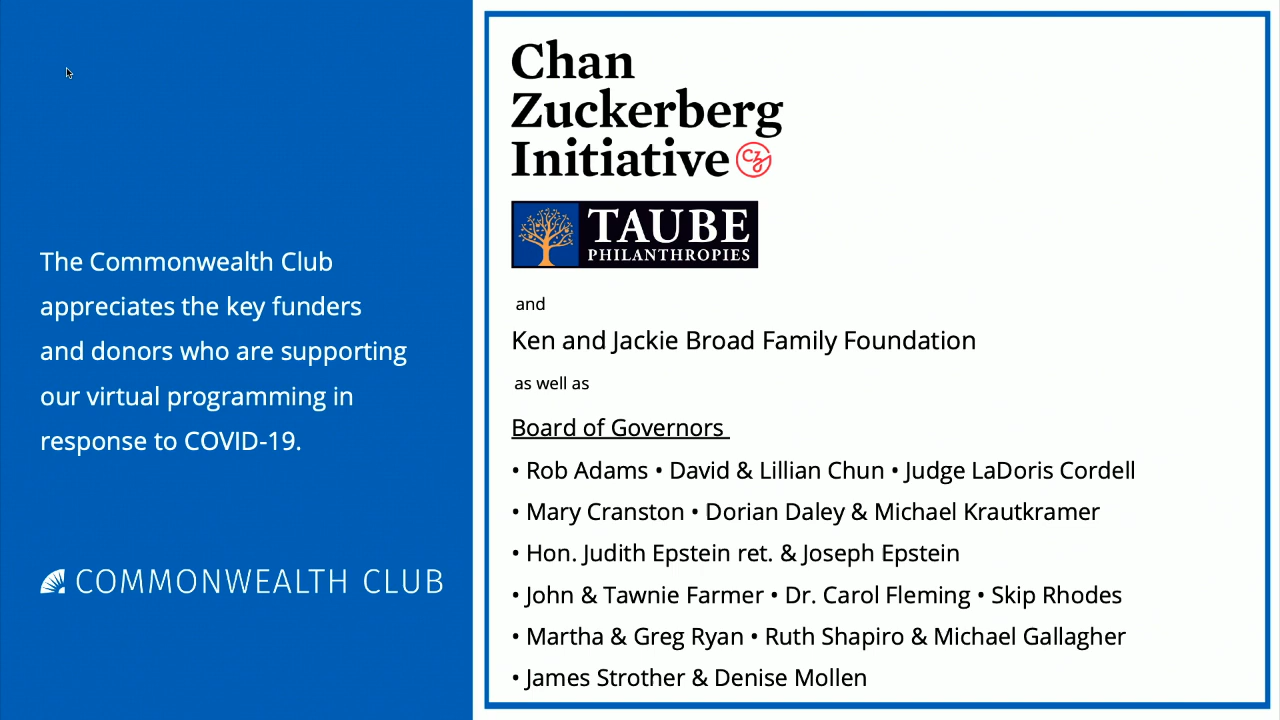 The Commonwealth Club
appreciates the key funders
and donors who are supporting
our virtual programming in
response to COVID-19.
COMMONWEALTH CLUB
Chan
Zuckerberg
Initiative
CZI
TAUBE
PHILANTHROPIES
and
Ken and Jackie Broad Family Foundation
as well as
Board of Governors
• Rob Adams • David & Lillian Chun • Judge LaDoris Cordell
• Mary Cranston • Dorian Daley & Michael Krautkramer
• Hon. Judith Epstein ret. & Joseph Epstein
• John & Tawnie Farmer • Dr. Carol Fleming • Skip Rhodes
• Martha & Greg Ryan • Ruth Shapiro & Michael Gallagher
• James Strother & Denise Mollen